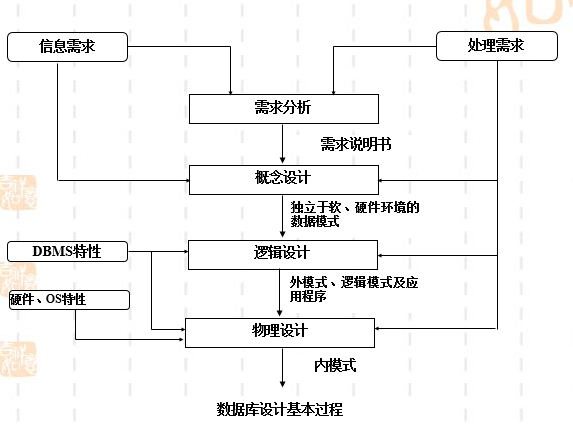 信息需求
处理需求
需求分析
需求说明书
概念设计
独立于软、硬件环境的
数据模式
DBMS特性
逻辑设计
外模式、逻辑模式及应
用程序
硬件、OS特性
物理设计
内模式
数据库设计基本过程